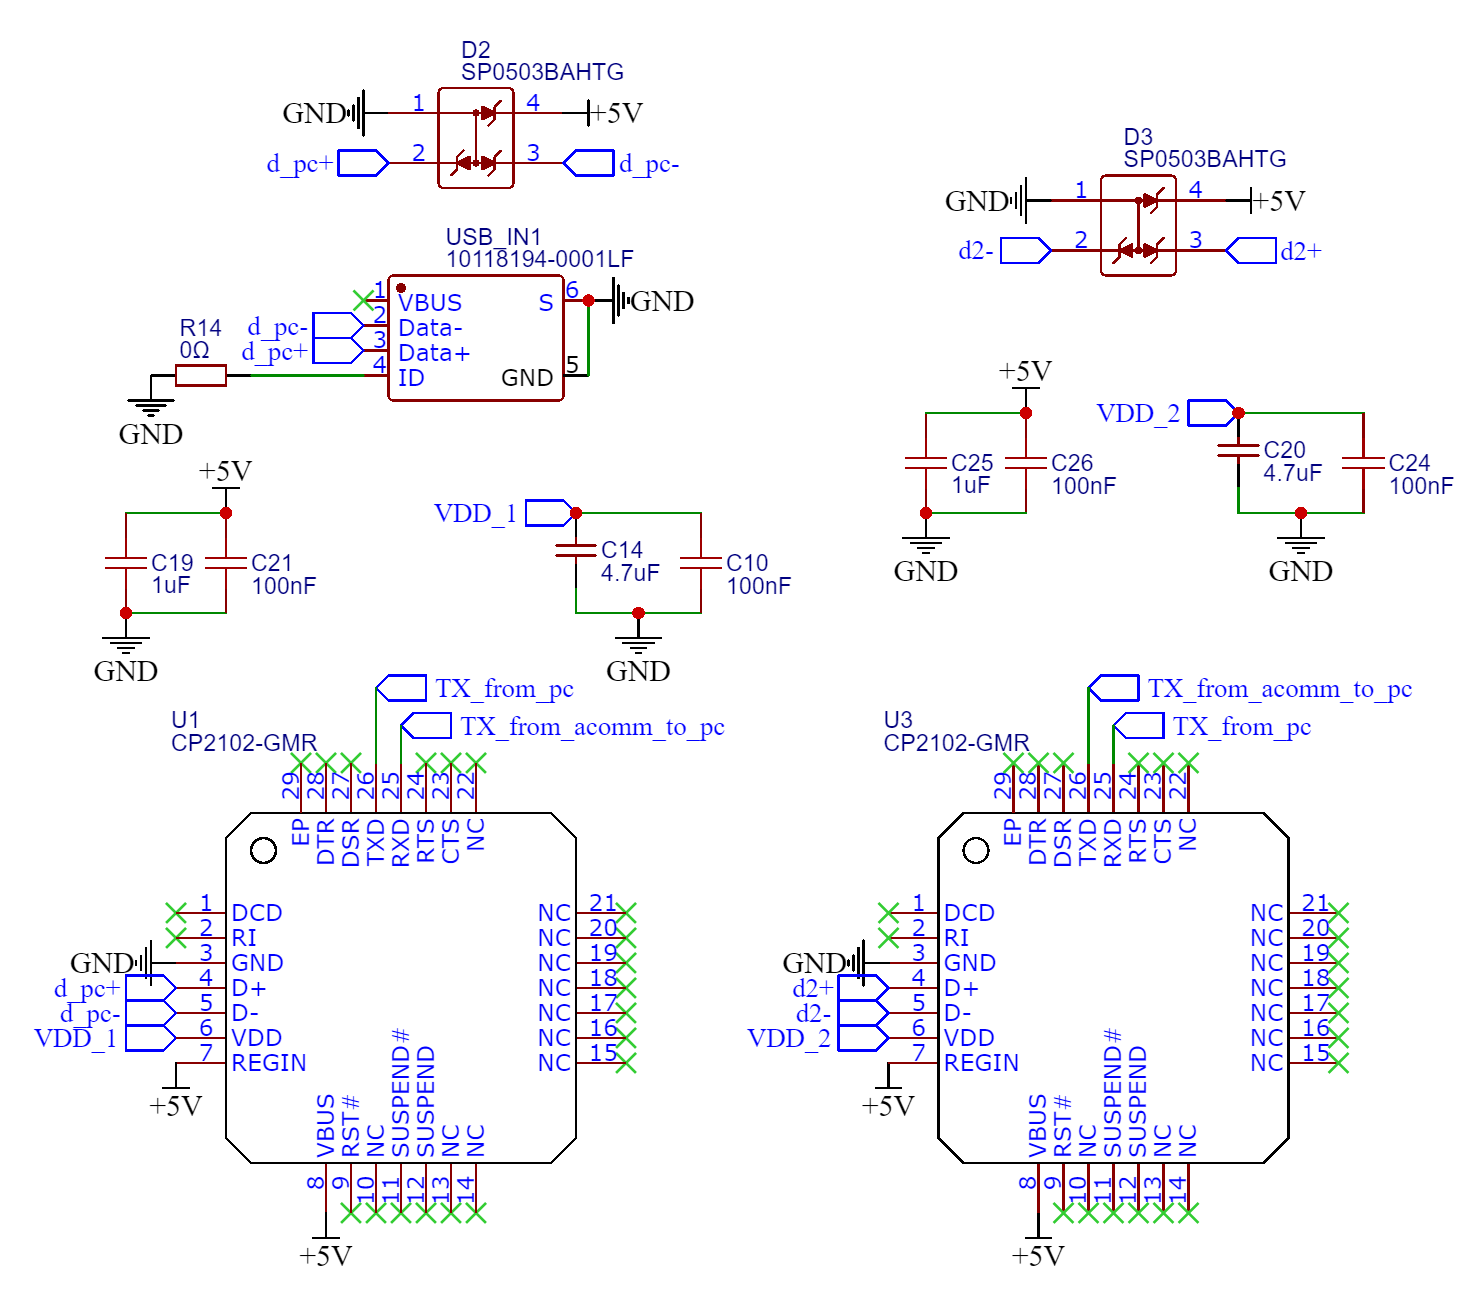 D2
SP0503BAHTG
GND
1
4
+5V
d_pc+
2
3
d_pc-
D3
SP0503BAHTG
GND
1
4
+5V
d2-
2
3
d2+
USB_IN1
10118194-0001LF
1
VBUS
S
6
GND
d_pc-
2
Data-
d_pc+
3
Data+
4
ID
GND
5
R14
0Ω
GND
+5V
C25
1uF
C26
100nF
GND
VDD_2
C20
4.7uF
C24
100nF
GND
+5V
C19
1uF
C21
100nF
GND
VDD_1
C14
4.7uF
C10
100nF
GND
TX_from_pc
TX_from_acomm_to_pc
U1
CP2102-GMR
29 28 27 26 25 24 23 22
EP DTR DSR TXD RXD RTS CTS NC
1 DCD
2 RI
GND 3 GND
d_pc+ 4 D+
d_pc- 5 D-
VDD_1 6 VDD
7 REGIN
+5V
NC 21
NC 20
NC 19
NC 18
NC 17
NC 16
NC 15
VBUS RST# NC SUSPEND# SUSPEND NC NC
8 9 10 11 12 13 14
+5V
TX_from_acomm_to_pc
TX_from_pc
U3
CP2102-GMR
29 28 27 26 25 24 23 22
EP DTR DSR TXD RXD RTS CTS NC
1 DCD
2 RI
GND 3 GND
d2+ 4 D+
d2- 5 D-
VDD_2 6 VDD
7 REGIN
+5V
NC 21
NC 20
NC 19
NC 18
NC 17
NC 16
NC 15
VBUS RST# NC SUSPEND# SUSPEND NC NC
8 9 10 11 12 13 14
+5V